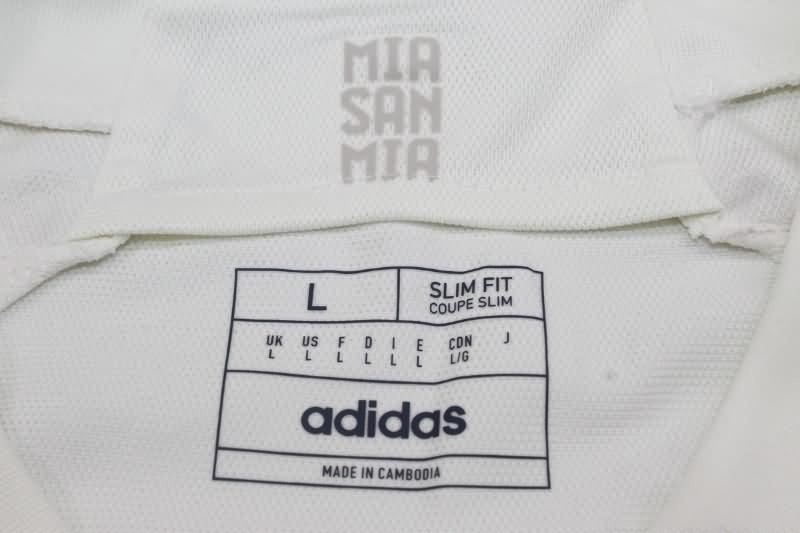 MIA
SAN
MIA
L
SLIM FIT
COUPE SLIM
UK US F D I E CDN J
L L L L L L L/G
adidas
MADE IN CAMBODIA